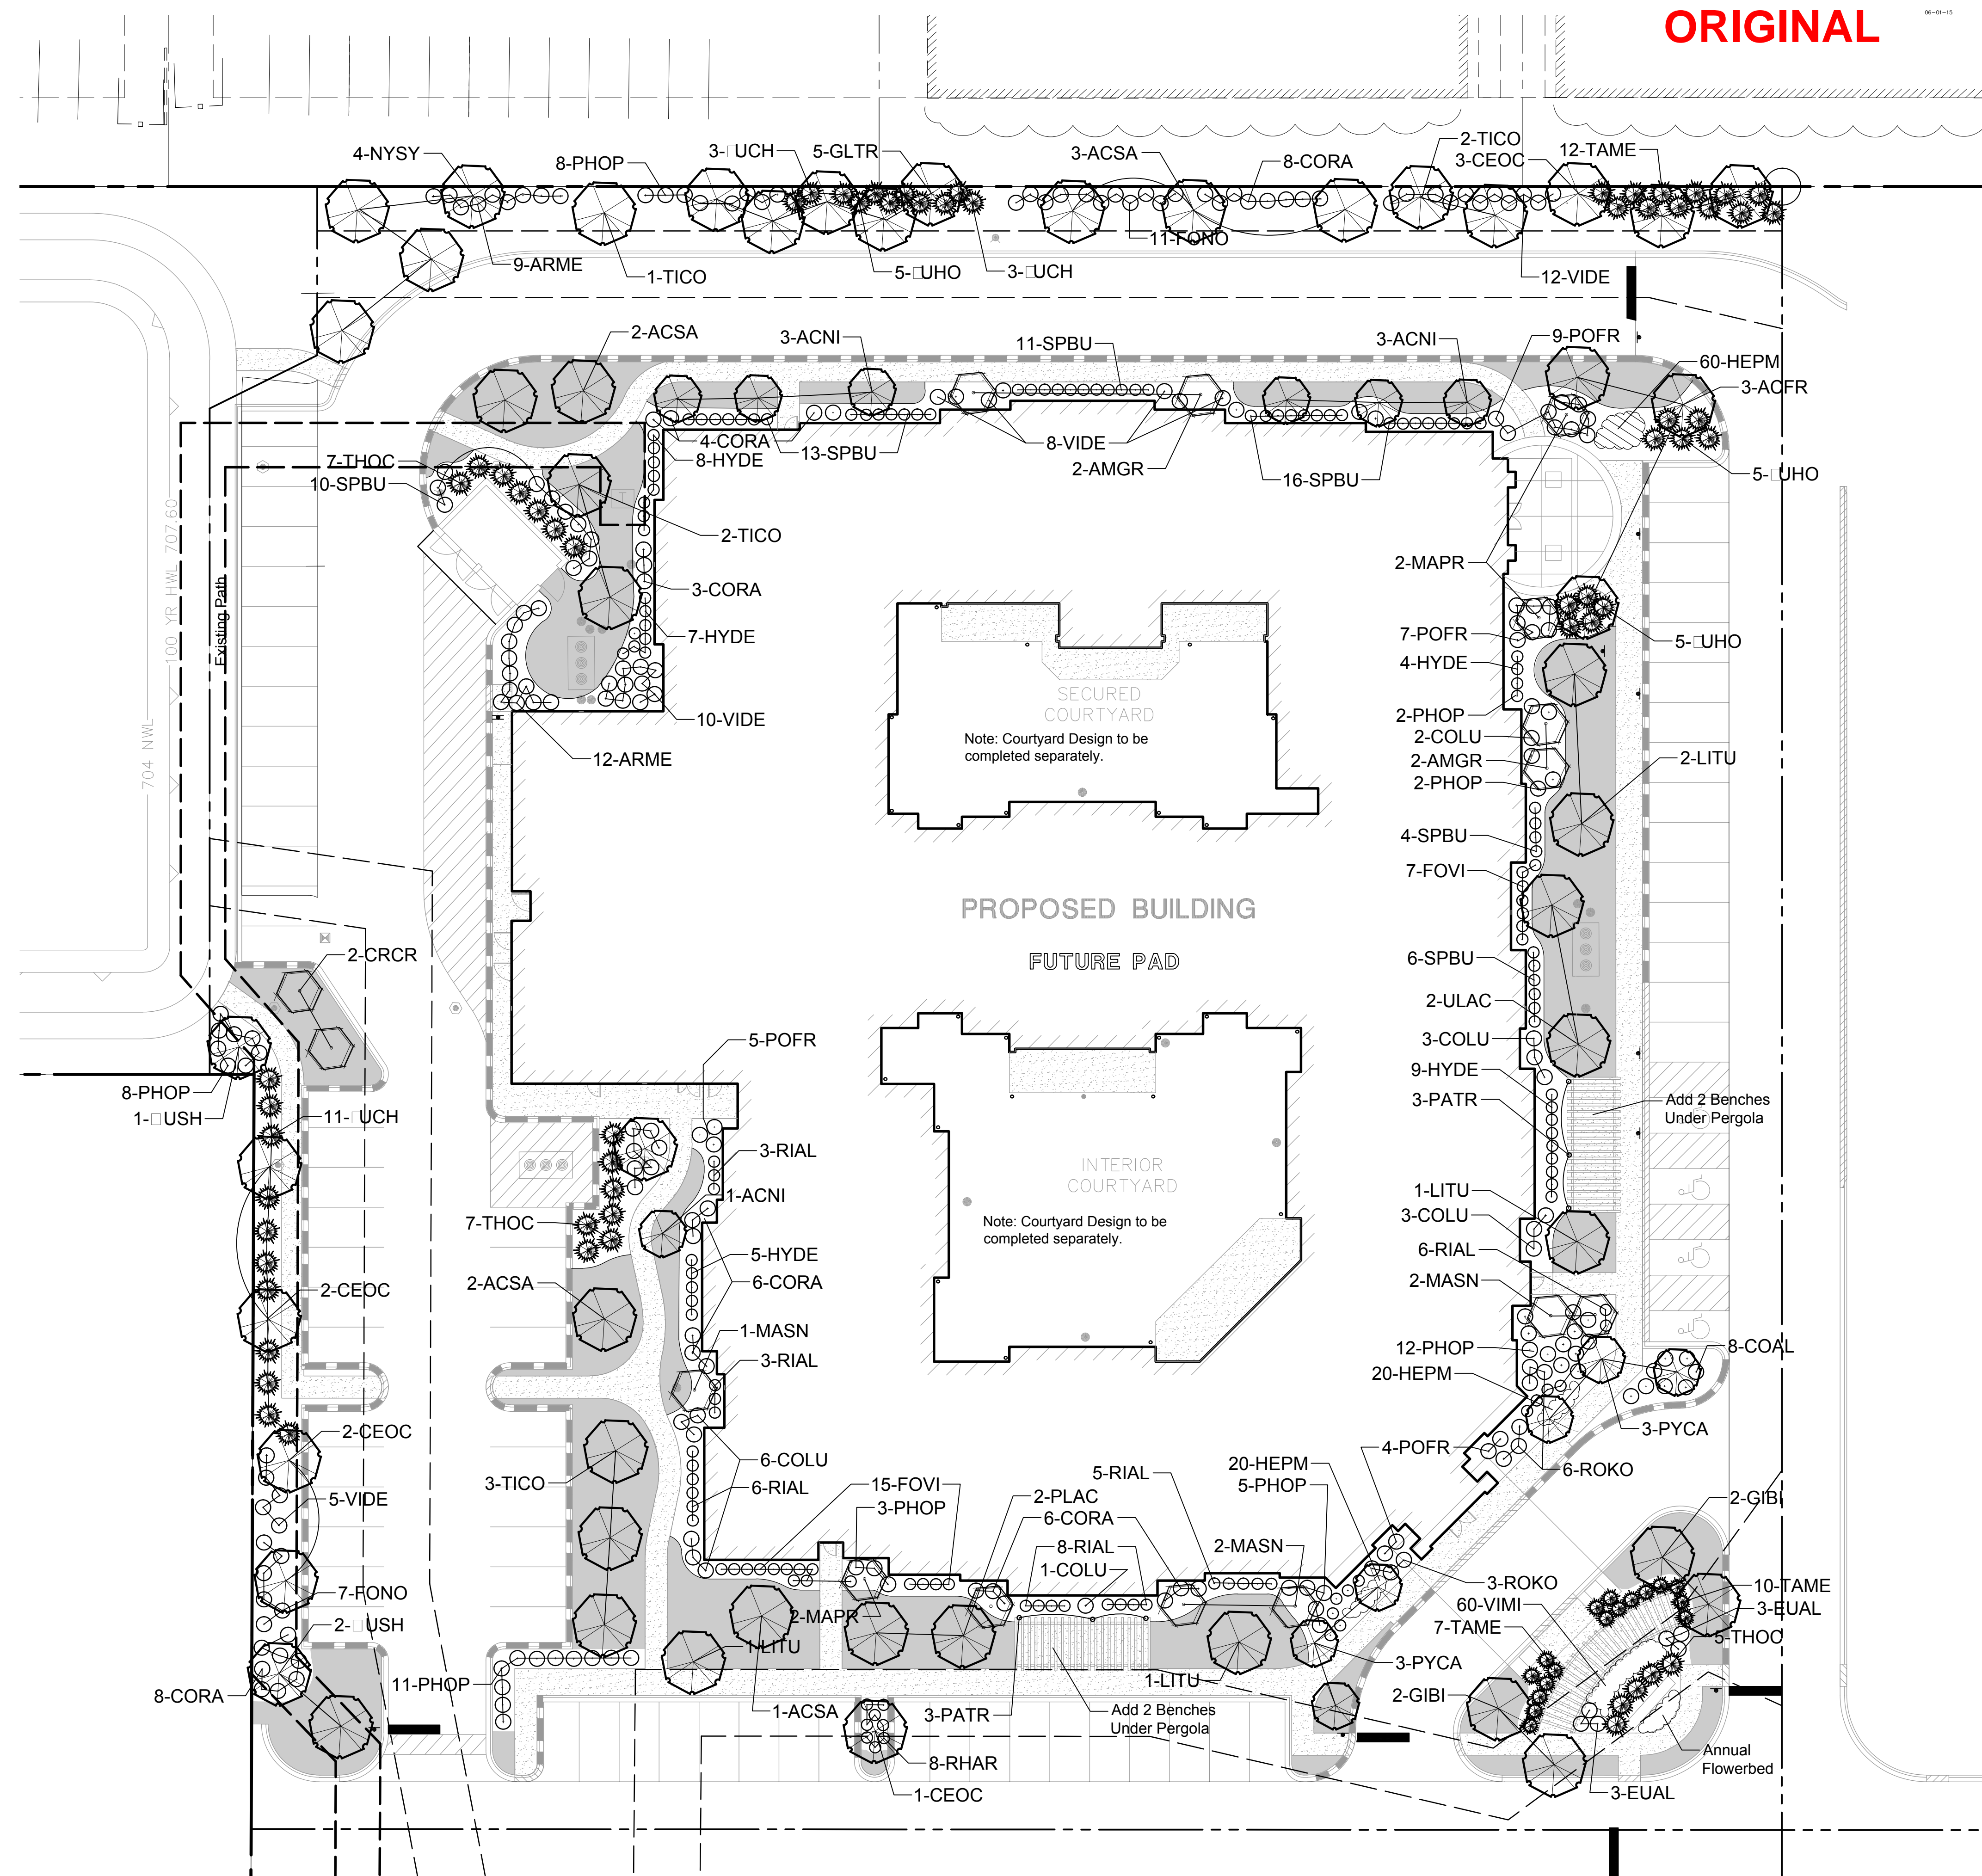 ORIGINAL
06-01-15
4-NYSY
8-PHOP
3-□UCH
5-GLTR
3-ACSA
8-CORA
2-TICO
3-CEOC
12-TAME
9-ARME
1-TICO
5-□UHO
3-□UCH
11-FONO
12-VIDE
2-ACSA
3-ACNI
11-SPBU
3-ACNI
9-POFR
60-HEPM
3-ACFR
7-THOC
10-SPBU
4-CORA
8-HYDE
13-SPBU
8-VIDE
2-AMGR
16-SPBU
5-□UHO
2-TICO
3-CORA
7-HYDE
10-VIDE
12-ARME
100 YR HWL 707.60
704 NWL
Existing Path
2-MAPR
7-POFR
4-HYDE
5-□UHO
2-PHOP
2-COLU
2-AMGR
2-PHOP
2-LITU
SECURED
COURTYARD
Note: Courtyard Design to be
completed separately.
4-SPBU
7-FOVI
PROPOSED BUILDING
FUTURE PAD
6-SPBU
2-ULAC
3-COLU
9-HYDE
3-PATR
Add 2 Benches
Under Pergola
2-CRCR
8-PHOP
1-□USH
11-□UCH
5-POFR
3-RIAL
1-ACNI
7-THOC
5-HYDE
6-CORA
2-ACSA
2-CEOC
1-MASN
3-RIAL
INTERIOR
COURTYARD
Note: Courtyard Design to be
completed separately.
1-LITU
3-COLU
6-RIAL
2-MASN
12-PHOP
20-HEPM
8-COAL
3-PYCA
2-CEOC
5-VIDE
3-TICO
6-COLU
6-RIAL
15-FOVI
3-PHOP
5-RIAL
2-PLAC
6-CORA
8-RIAL
1-COLU
20-HEPM
5-PHOP
2-MASN
4-POFR
6-ROKO
3-ROKO
2-GIBI
7-FONO
2-□USH
8-CORA
11-PHOP
2-MAPR
1-LITU
1-ACSA
3-PATR
Add 2 Benches
Under Pergola
1-LITU
3-PYCA
2-GIBI
10-TAME
60-VIMI
3-EUAL
7-TAME
5-THOC
8-RHAR
1-CEOC
Annual
Flowerbed
3-EUAL